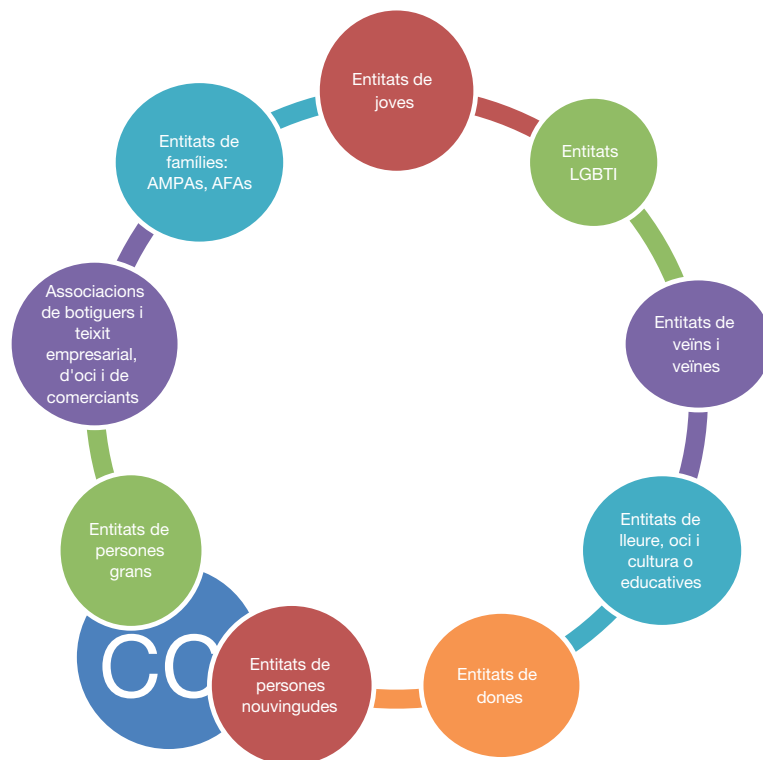 Entitats de
joves
Entitats
LGBTI
Entitats de
veïns i
veïnes
Entitats de
lleure, oci i
cultura o
educatives
Entitats de
dones
Entitats de
persones
nouvingudes
Entitats de
persones
grans
Associacions
de botiguers i
teixit
empresarial,
d'oci i de
comerciants
Entitats de
famílies:
AMPAs, AFAs